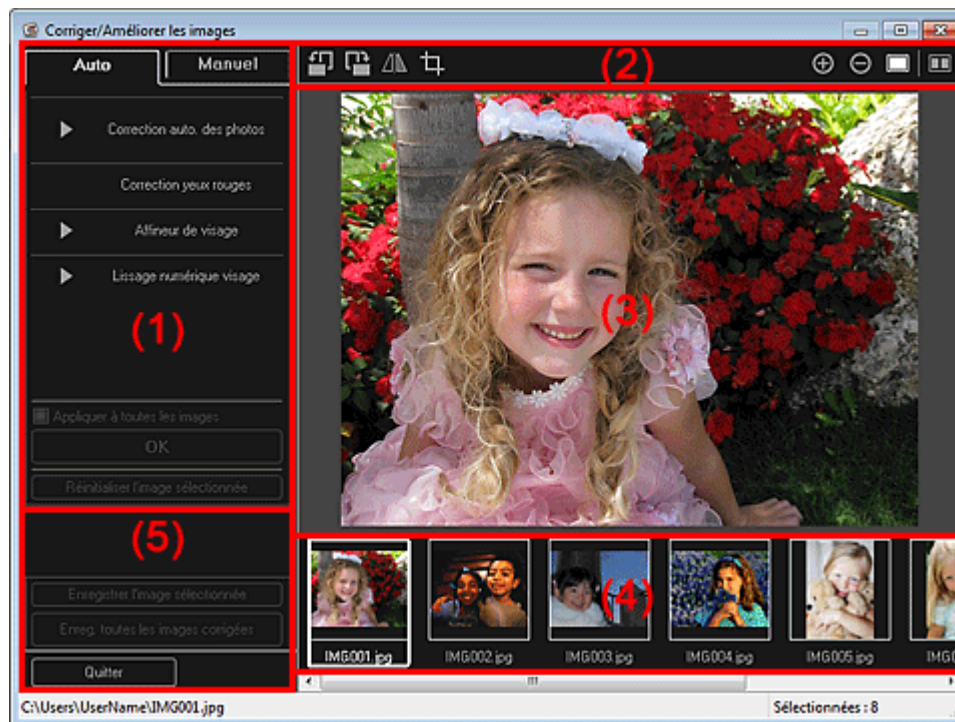 Corriger/Améliorer les images
Auto
Manuel
(2)
Correction auto. des photos
Correction yeux rouges
Affineur de visage
Lissage numérique visage
(1)
(3)
Appliquer à toutes les images
OK
Réinitialiser l'image sélectionnée
(5)
Enregistrer l'image sélectionnée
Enreg. toutes les images corrigées
Quitter
(4)
IMG001.jpg
IMG002.jpg
IMG003.jpg
IMG004.jpg
IMG005.jpg
IMG0
C:\Users\UserName\IMG001.jpg
Sélectionnées : 8